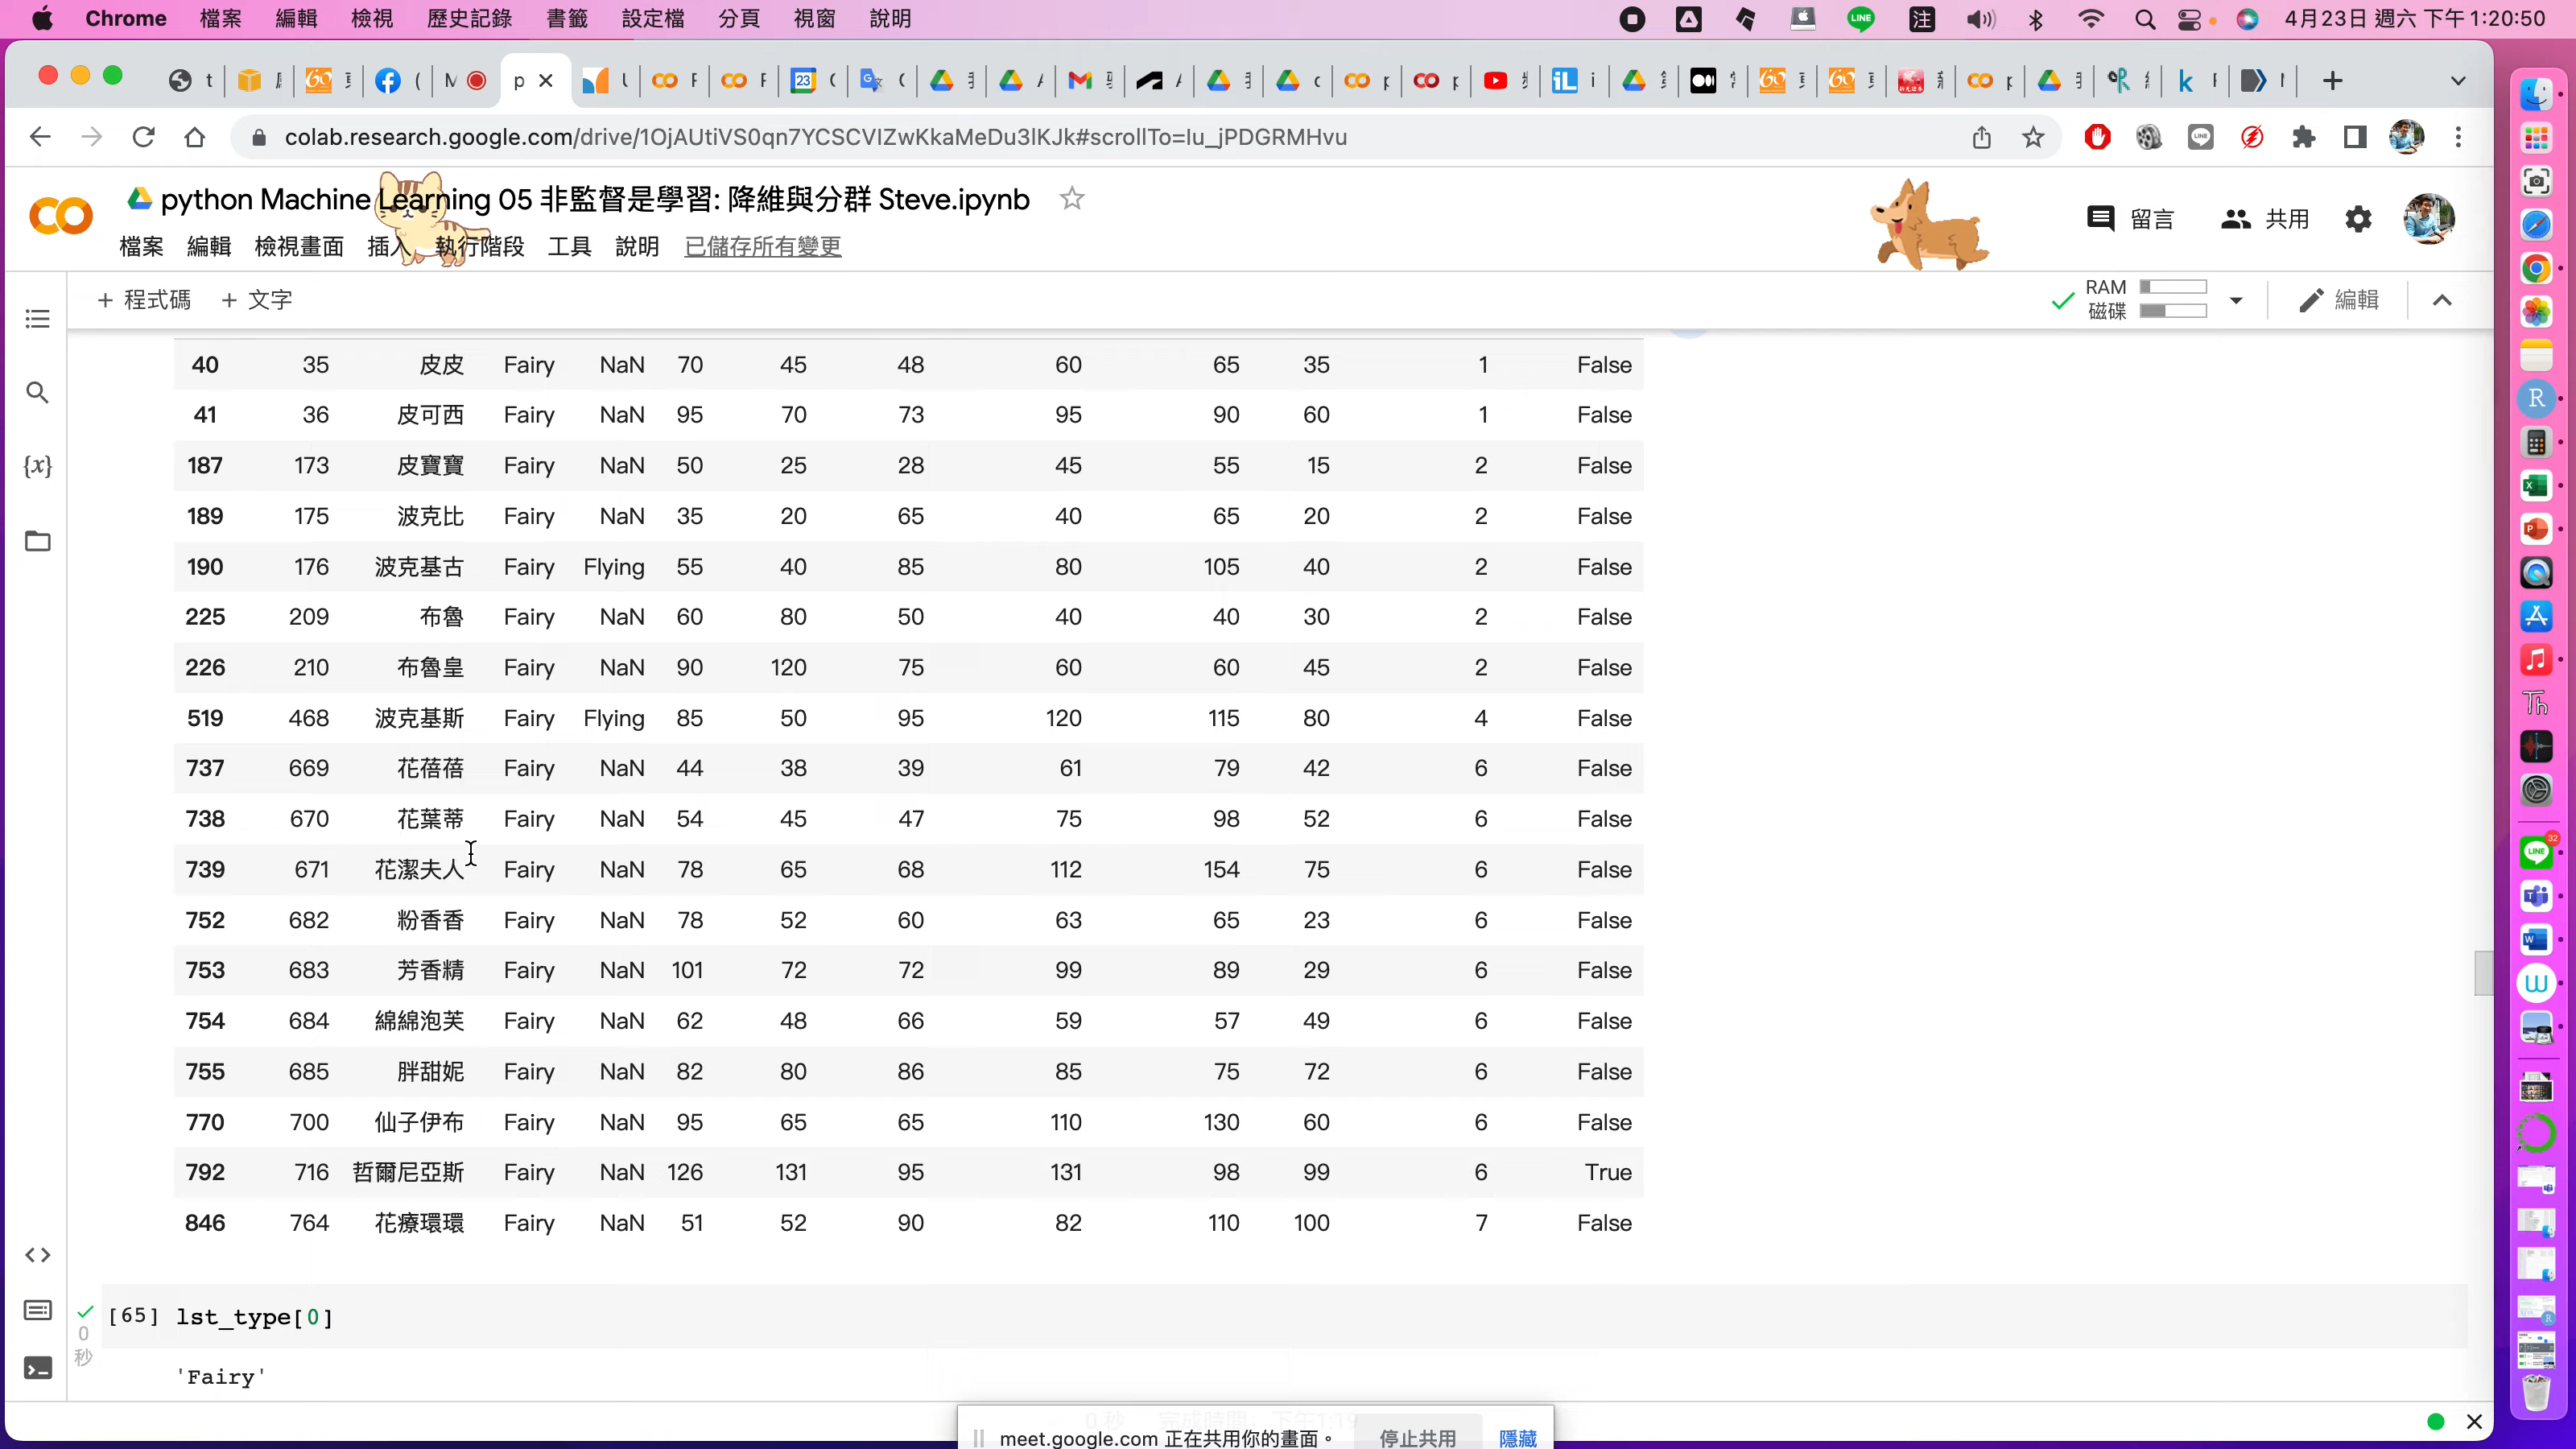 Chrome 檔案 編輯 檢視 歷史記錄 書籤 設定檔 分頁 視窗 說明 LINE 注 4月23日 週六 下午 1:20:50
colab.research.google.com/drive/1OjAUtiVS0qn7YCSCVIZwKkaMeDu3lKJk#scrollTo=Iu_jPDGRMHvu
python Machine Learning 05 非監督是學習: 降維與分群 Steve.ipynb
留言 共用
檔案 編輯 檢視畫面 插入 執行階段 工具 說明 已儲存所有變更
+ 程式碼 + 文字
RAM
磁碟
編輯
40 35 皮皮 Fairy NaN 70 45 48 60 65 35 1 False
41 36 皮可西 Fairy NaN 95 70 73 95 90 60 1 False
187 173 皮寶寶 Fairy NaN 50 25 28 45 55 15 2 False
189 175 波克比 Fairy NaN 35 20 65 40 65 20 2 False
190 176 波克基古 Fairy Flying 55 40 85 80 105 40 2 False
225 209 布魯 Fairy NaN 60 80 50 40 40 30 2 False
226 210 布魯皇 Fairy NaN 90 120 75 60 60 45 2 False
519 468 波克基斯 Fairy Flying 85 50 95 120 115 80 4 False
737 669 花蓓蓓 Fairy NaN 44 38 39 61 79 42 6 False
738 670 花葉蒂 Fairy NaN 54 45 47 75 98 52 6 False
739 671 花潔夫人 Fairy NaN 78 65 68 112 154 75 6 False
752 682 粉香香 Fairy NaN 78 52 60 63 65 23 6 False
753 683 芳香精 Fairy NaN 101 72 72 99 89 29 6 False
754 684 綿綿泡芙 Fairy NaN 62 48 66 59 57 49 6 False
755 685 胖甜妮 Fairy NaN 82 80 86 85 75 72 6 False
770 700 仙子伊布 Fairy NaN 95 65 65 110 130 60 6 False
792 716 哲爾尼亞斯 Fairy NaN 126 131 95 131 98 99 6 True
846 764 花療環環 Fairy NaN 51 52 90 82 110 100 7 False
[65] lst_type[0]
0
秒
'Fairy'
meet.google.com 正在共用你的畫面。 停止共用 隱藏